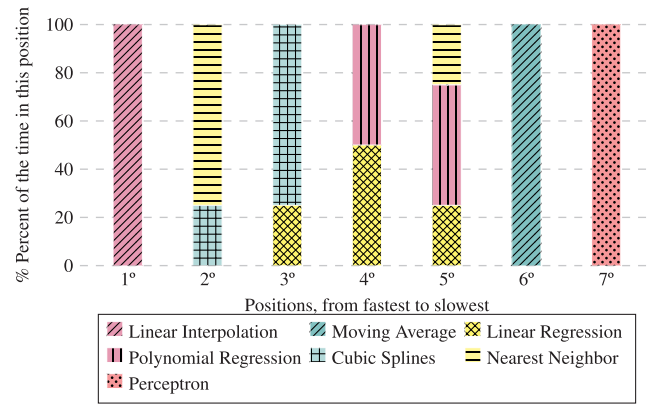 % Percent of the time in this position
100
80
60
40
20
0
1º 2º 3º 4º 5º 6º 7º
Positions, from fastest to slowest
Linear Interpolation Moving Average Linear Regression
Polynomial Regression Cubic Splines Nearest Neighbor
Perceptron